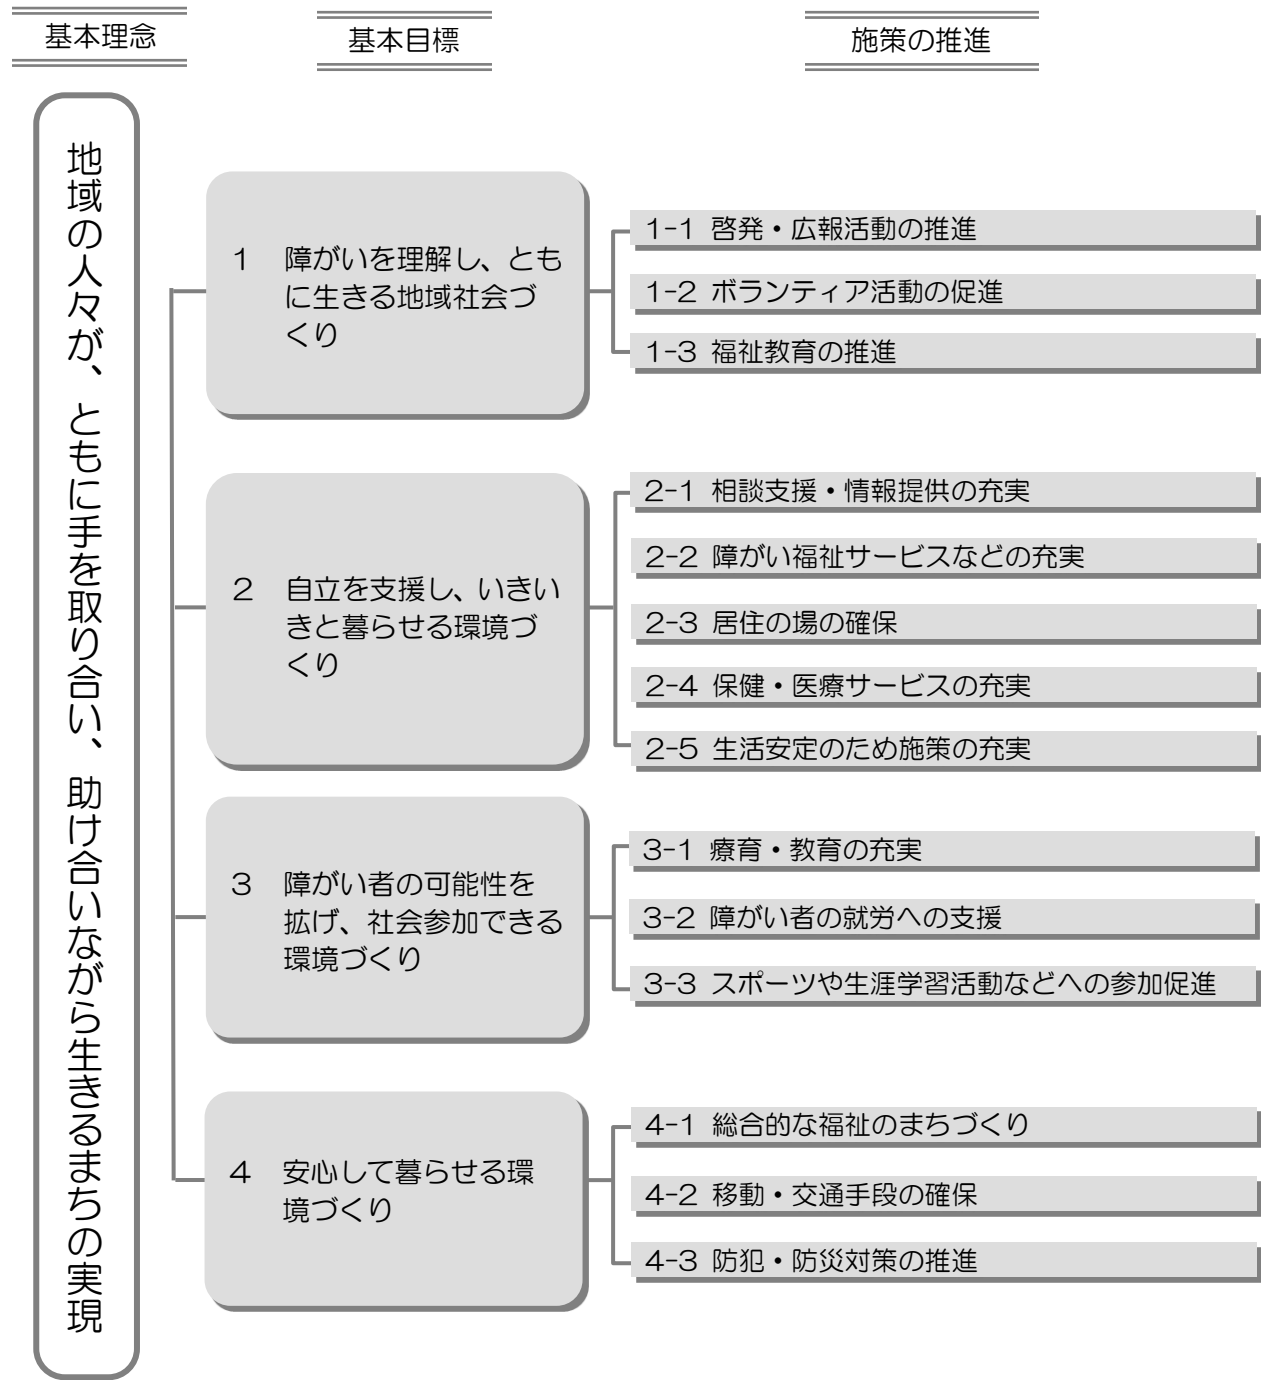 基本理念
基本目標
施策の推進
地域の人々が、ともに手を取り合い、助け合いながら生きるまちの実現
1 障がいを理解し、とも
に生きる地域社会づ
くり
1-1 啓発・広報活動の推進
1-2 ボランティア活動の促進
1-3 福祉教育の推進
2 自立を支援し、いきい
きと暮らせる環境づ
くり
2-1 相談支援・情報提供の充実
2-2 障がい福祉サービスなどの充実
2-3 居住の場の確保
2-4 保健・医療サービスの充実
2-5 生活安定のため施策の充実
3 障がい者の可能性を
拡げ、社会参加できる
環境づくり
3-1 療育・教育の充実
3-2 障がい者の就労への支援
3-3 スポーツや生涯学習活動などへの参加促進
4 安心して暮らせる環
境づくり
4-1 総合的な福祉のまちづくり
4-2 移動・交通手段の確保
4-3 防犯・防災対策の推進